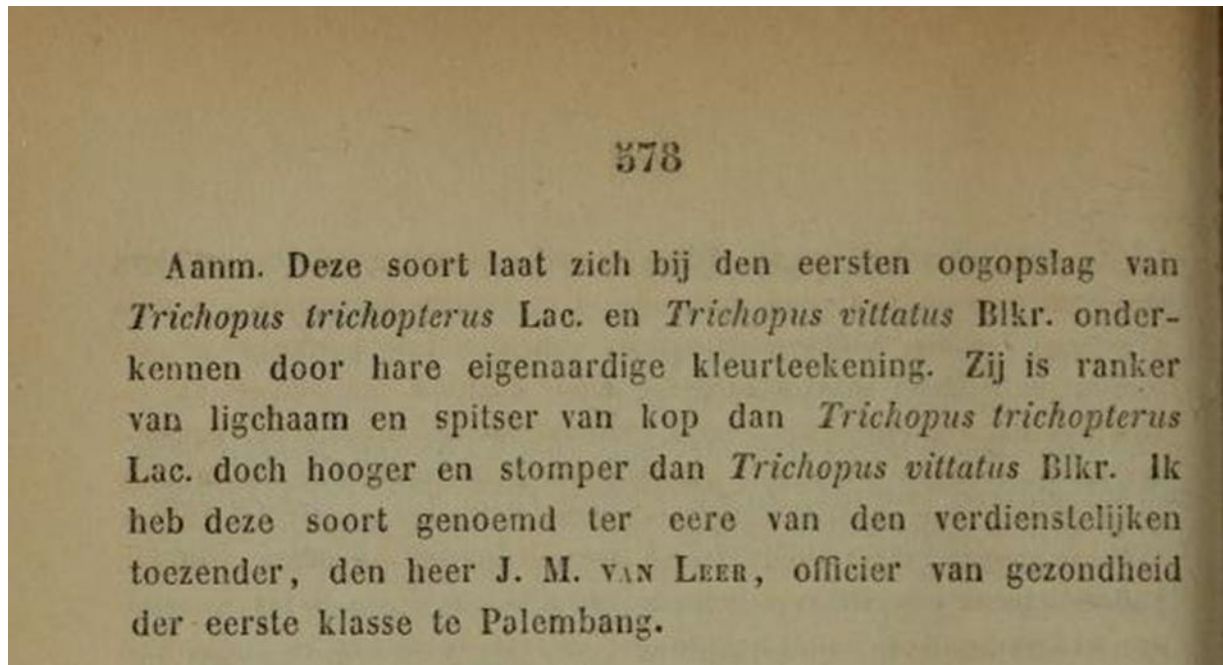 578
Aanm. Deze soort laat zich bij den eersten oogopslag van
Trichopus trichopterus Lac. en Trichopus vittatus Blkr. onder-
kennen door hare eigenaardige kleurteekening. Zij is ranker
van ligchaam en spitser van kop dan Trichopus trichopterus
Lac. doch hooger en stomper dan Trichopus vittatus Blkr. Ik
heb deze soort genoemd ter eere van den verdienstelijken
toezender, den heer J. M. VAN LEER, officier van gezondheid
der eerste klasse te Palembang.